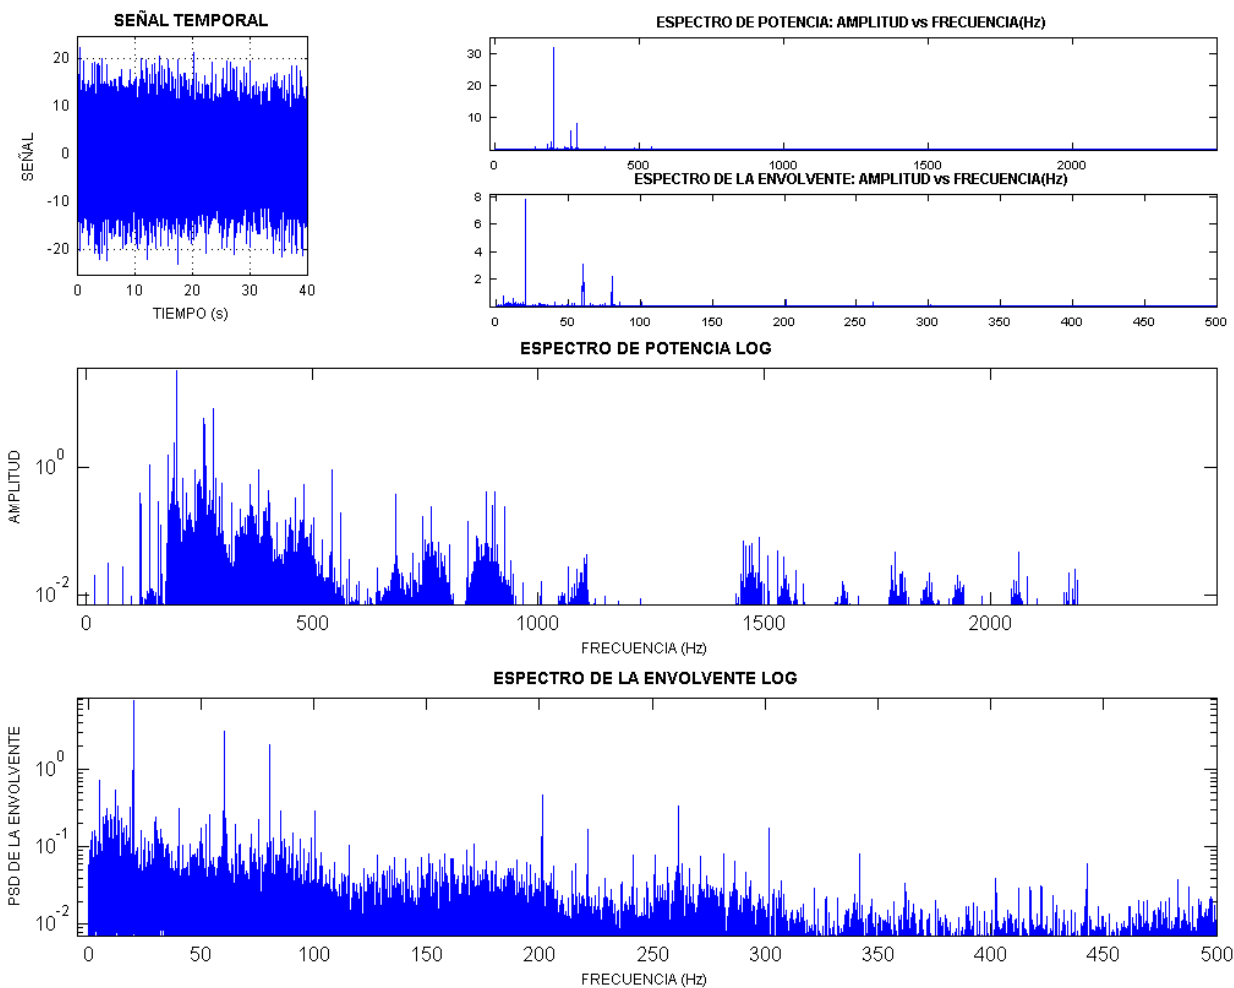 SEÑAL TEMPORAL
20
10
0
-10
-20
SEÑAL
0 10 20 30 40
TIEMPO (s)
ESPECTRO DE POTENCIA: AMPLITUD vs FRECUENCIA(Hz)
30
20
10
0 500 1000 1500 2000
ESPECTRO DE LA ENVOLVENTE: AMPLITUD vs FRECUENCIA(Hz)
8
6
4
2
0 50 100 150 200 250 300 350 400 450 500
ESPECTRO DE POTENCIA LOG
AMPLITUD
10^0
10^-2
0 500 1000 1500 2000
FRECUENCIA (Hz)
ESPECTRO DE LA ENVOLVENTE LOG
PSD DE LA ENVOLVENTE
10^0
10^-1
10^-2
0 50 100 150 200 250 300 350 400 450 500
FRECUENCIA (Hz)